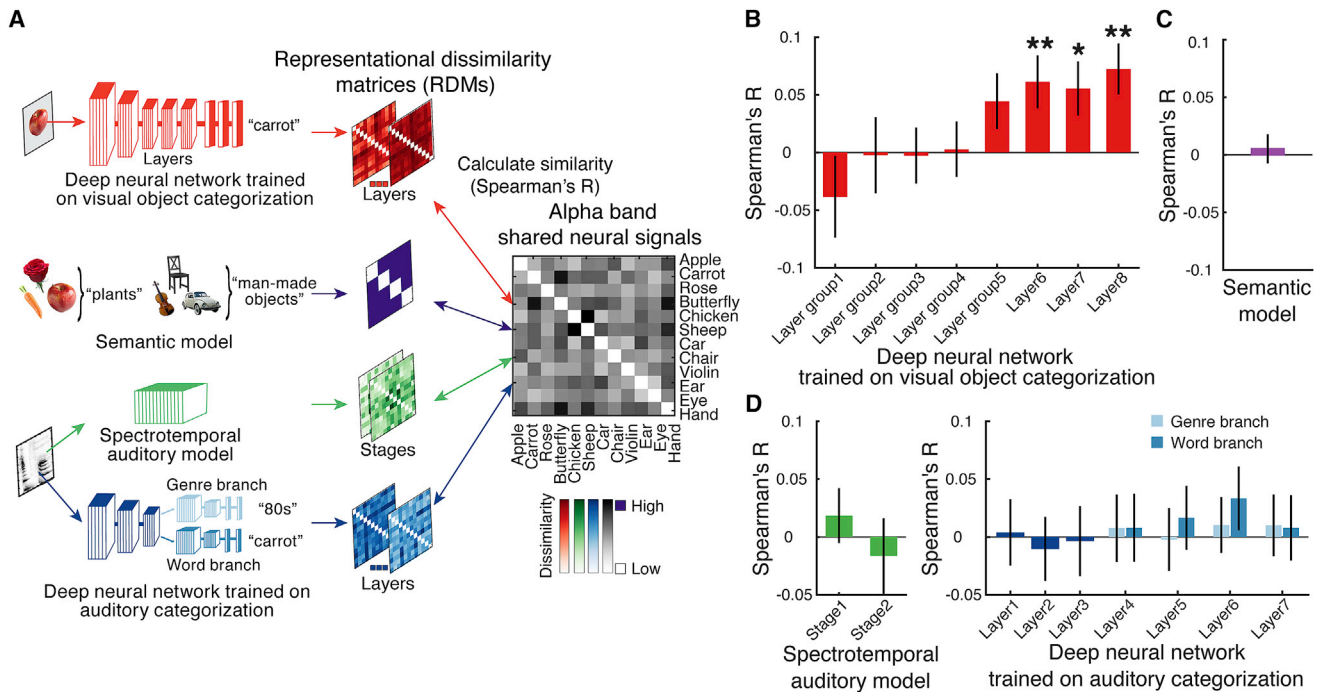 A
Representational dissimilarity
matrices (RDMs)
"carrot"
Layers
Deep neural network trained
on visual object categorization
Layers
Calculate similarity
(Spearman's R)
Alpha band
shared neural signals
"plants"
"man-made
objects"
Semantic model
Apple
Carrot
Rose
Butterfly
Chicken
Sheep
Car
Chair
Violin
Ear
Eye
Hand
Apple
Carrot
Rose
Butterfly
Chicken
Sheep
Car
Chair
Violin
Ear
Eye
Hand
Spectrotemporal
auditory model
Stages
Genre branch
"80s"
"carrot"
Word branch
Deep neural network trained on
auditory categorization
Layers
Dissimilarity
High
Low
B
Spearman's R
0.1
0.05
0
-0.05
-0.1
**
*
**
Layer group1
Layer group2
Layer group3
Layer group4
Layer group5
Layer6
Layer7
Layer8
Deep neural network
trained on visual object categorization
C
Spearman's R
0.1
0.05
0
-0.05
-0.1
Semantic
model
D
Spearman's R
0.1
0.05
0
-0.05
Stage1
Stage2
Spectrotemporal
auditory model
Spearman's R
0.1
0.05
0
-0.05
Genre branch
Word branch
Layer1
Layer2
Layer3
Layer4
Layer5
Layer6
Layer7
Deep neural network
trained on auditory categorization